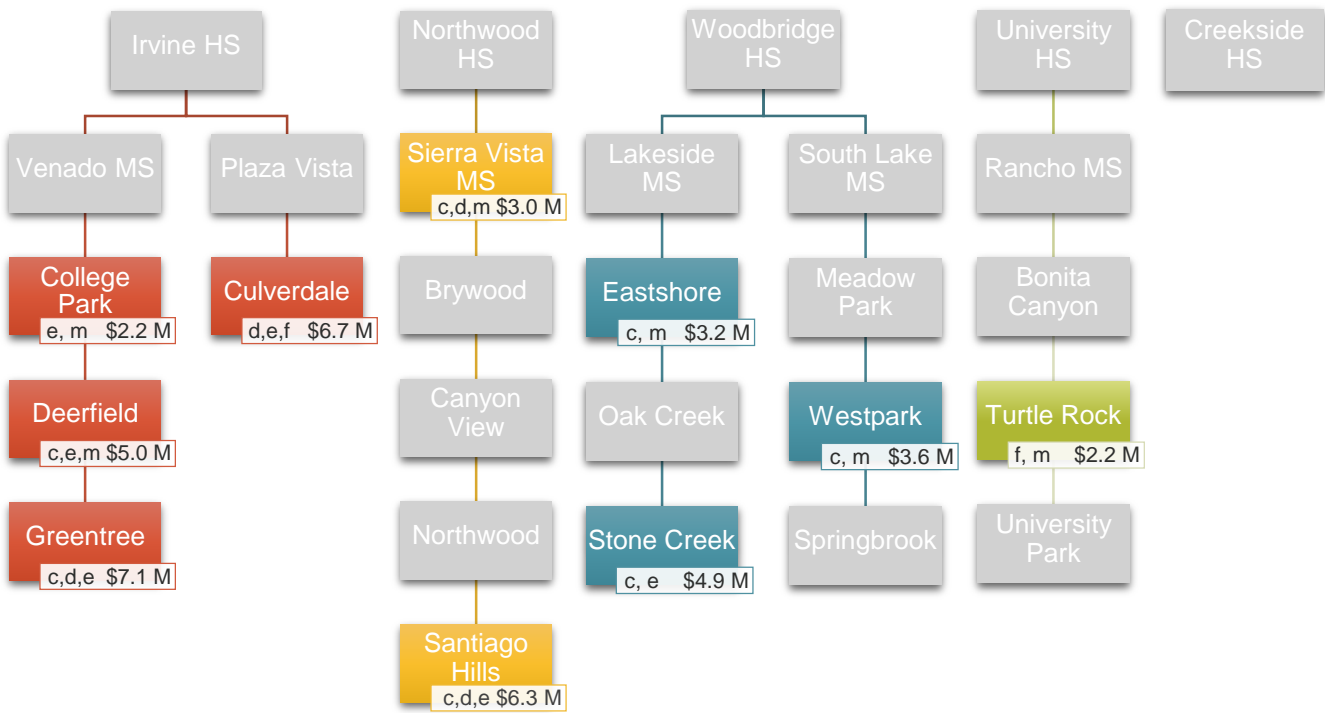 Irvine HS
Northwood
HS
Woodbridge
HS
University
HS
Creekside
HS
Venado MS
Plaza Vista
Sierra Vista
MS
c,d,m $3.0 M
Lakeside
MS
South Lake
MS
Rancho MS
College
Park
e, m $2.2 M
Culverdale
d,e,f $6.7 M
Brywood
Eastshore
c, m $3.2 M
Meadow
Park
Bonita
Canyon
Deerfield
c,e,m $5.0 M
Canyon
View
Oak Creek
Westpark
c, m $3.6 M
Turtle Rock
f, m $2.2 M
Greentree
c,d,e $7.1 M
Northwood
Stone Creek
c, e $4.9 M
Springbrook
University
Park
Santiago
Hills
c,d,e $6.3 M